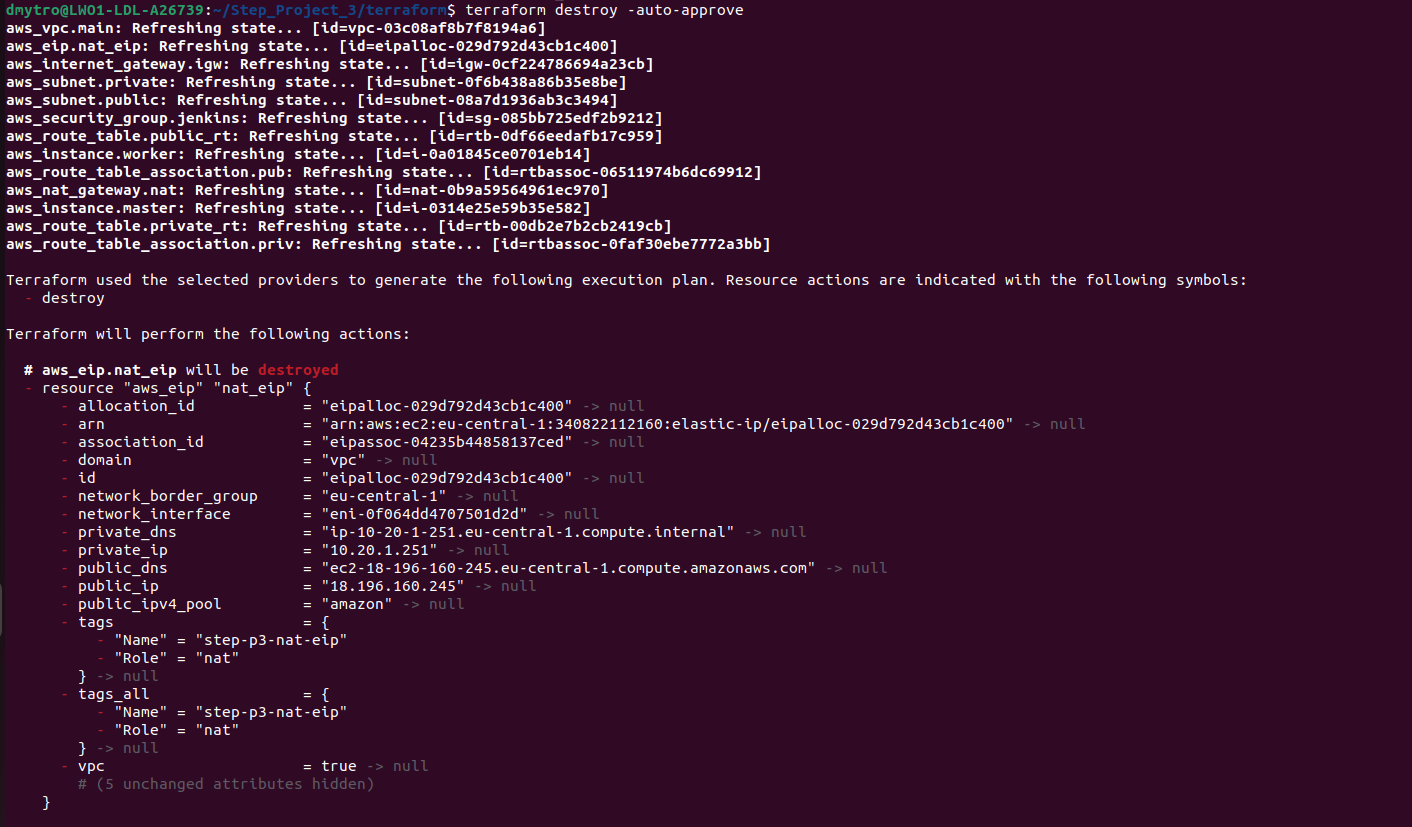 dmytro@LWO1-LDL-A26739:~/Step_Project_3/terraform$ terraform destroy -auto-approve
aws_vpc.main: Refreshing state... [id=vpc-03c08af8b7f8194a6]
aws_eip.nat_eip: Refreshing state... [id=eipalloc-029d792d43cb1c400]
aws_internet_gateway.igw: Refreshing state... [id=igw-0cf224786694a23cb]
aws_subnet.private: Refreshing state... [id=subnet-0f6b438a86b35e8be]
aws_subnet.public: Refreshing state... [id=subnet-08a7d1936ab3c3494]
aws_security_group.jenkins: Refreshing state... [id=sg-085bb725edf2b9212]
aws_route_table.public_rt: Refreshing state... [id=rtb-0df66eedafb17c959]
aws_instance.worker: Refreshing state... [id=i-0a01845ce0701eb14]
aws_route_table_association.pub: Refreshing state... [id=rtbassoc-06511974b6dc69912]
aws_nat_gateway.nat: Refreshing state... [id=nat-0b9a59564961ec970]
aws_instance.master: Refreshing state... [id=i-0314e25e59b35e582]
aws_route_table.private_rt: Refreshing state... [id=rtb-00db2e7b2cb2419cb]
aws_route_table_association.priv: Refreshing state... [id=rtbassoc-0faf30ebe7772a3bb]
Terraform used the selected providers to generate the following execution plan. Resource actions are indicated with the following symbols:
  - destroy
Terraform will perform the following actions:
  # aws_eip.nat_eip will be destroyed
  - resource "aws_eip" "nat_eip" {
      - allocation_id            = "eipalloc-029d792d43cb1c400" -> null
      - arn                      = "arn:aws:ec2:eu-central-1:340822112160:elastic-ip/eipalloc-029d792d43cb1c400" -> null
      - association_id           = "eipassoc-04235b44858137ced" -> null
      - domain                   = "vpc" -> null
      - id                       = "eipalloc-029d792d43cb1c400" -> null
      - network_border_group     = "eu-central-1" -> null
      - network_interface        = "eni-0f064dd4707501d2d" -> null
      - private_dns              = "ip-10-20-1-251.eu-central-1.compute.internal" -> null
      - private_ip               = "10.20.1.251" -> null
      - public_dns               = "ec2-18-196-160-245.eu-central-1.compute.amazonaws.com" -> null
      - public_ip                = "18.196.160.245" -> null
      - public_ipv4_pool         = "amazon" -> null
      - tags                     = {
          - "Name" = "step-p3-nat-eip"
          - "Role" = "nat"
        } -> null
      - tags_all                 = {
          - "Name" = "step-p3-nat-eip"
          - "Role" = "nat"
        } -> null
      - vpc                      = true -> null
        # (5 unchanged attributes hidden)
    }